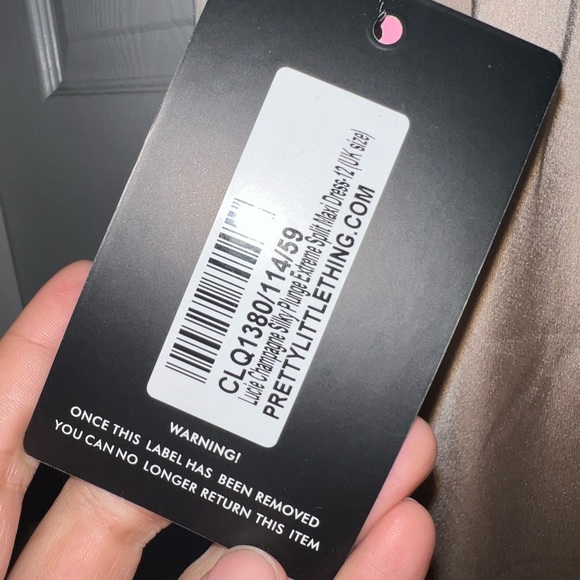 CLQ1380/114/59
Lucie Champagne Silky Plunge Extreme Split Maxi Dress-12 (UK size)
PRETTYLITTLETHING.COM
WARNING!
ONCE THIS LABEL HAS BEEN REMOVED
YOU CAN NO LONGER RETURN THIS ITEM